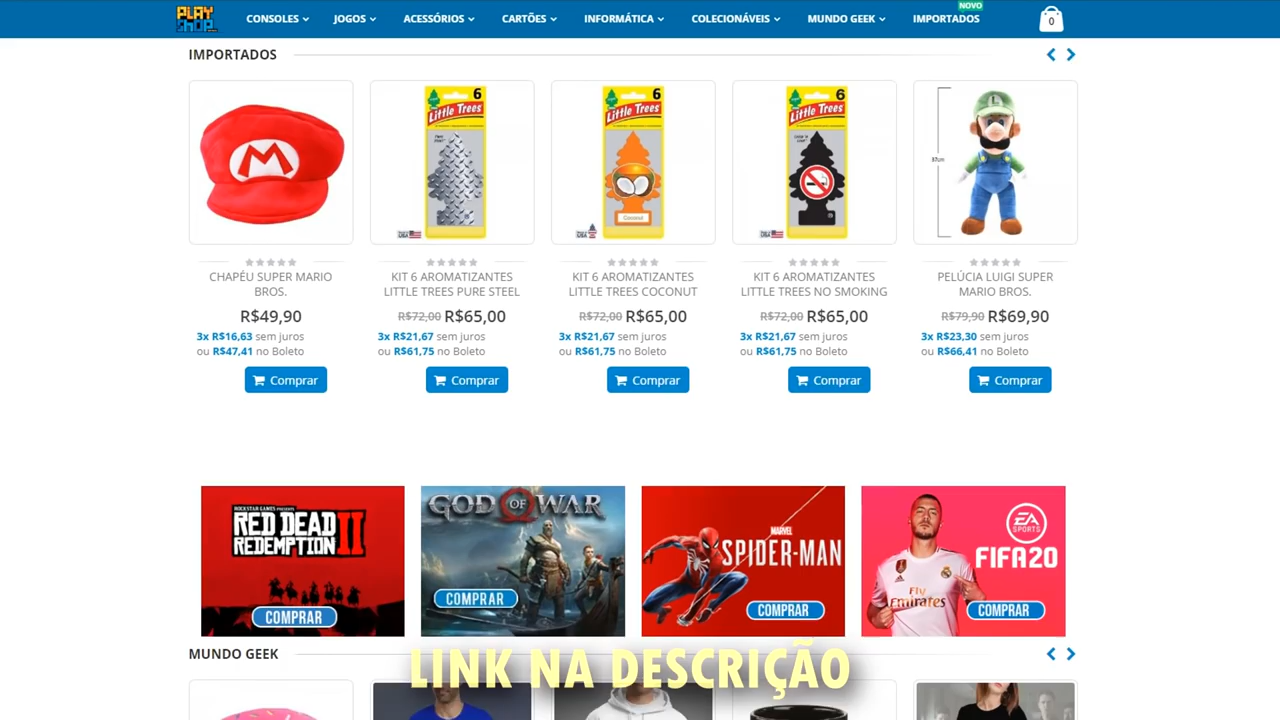 PLAY SHOP
CONSOLES
JOGOS
ACESSÓRIOS
CARTÕES
INFORMÁTICA
COLECIONÁVEIS
MUNDO GEEK
IMPORTADOS
NOVO
0
IMPORTADOS
M
6
Little Trees
6
Little Trees
Coconut
6
Little Trees
L
CHAPÉU SUPER MARIO
BROS.
R$49,90
3x R$16,63 sem juros
ou R$47,41 no Boleto
Comprar
KIT 6 AROMATIZANTES
LITTLE TREES PURE STEEL
R$72,00 R$65,00
3x R$21,67 sem juros
ou R$61,75 no Boleto
Comprar
KIT 6 AROMATIZANTES
LITTLE TREES COCONUT
R$72,00 R$65,00
3x R$21,67 sem juros
ou R$61,75 no Boleto
Comprar
KIT 6 AROMATIZANTES
LITTLE TREES NO SMOKING
R$72,00 R$65,00
3x R$21,67 sem juros
ou R$61,75 no Boleto
Comprar
PELÚCIA LUIGI SUPER
MARIO BROS.
R$79,90 R$69,90
3x R$23,30 sem juros
ou R$66,41 no Boleto
Comprar
ROCKSTAR GAMES PRESENTS
RED DEAD
REDEMPTION II
COMPRAR
GOD OF WAR
COMPRAR
MARVEL
SPIDER-MAN
COMPRAR
EA
SPORTS
FIFA20
Fly
Emirates
COMPRAR
MUNDO GEEK
LINK NA DESCRIÇÃO